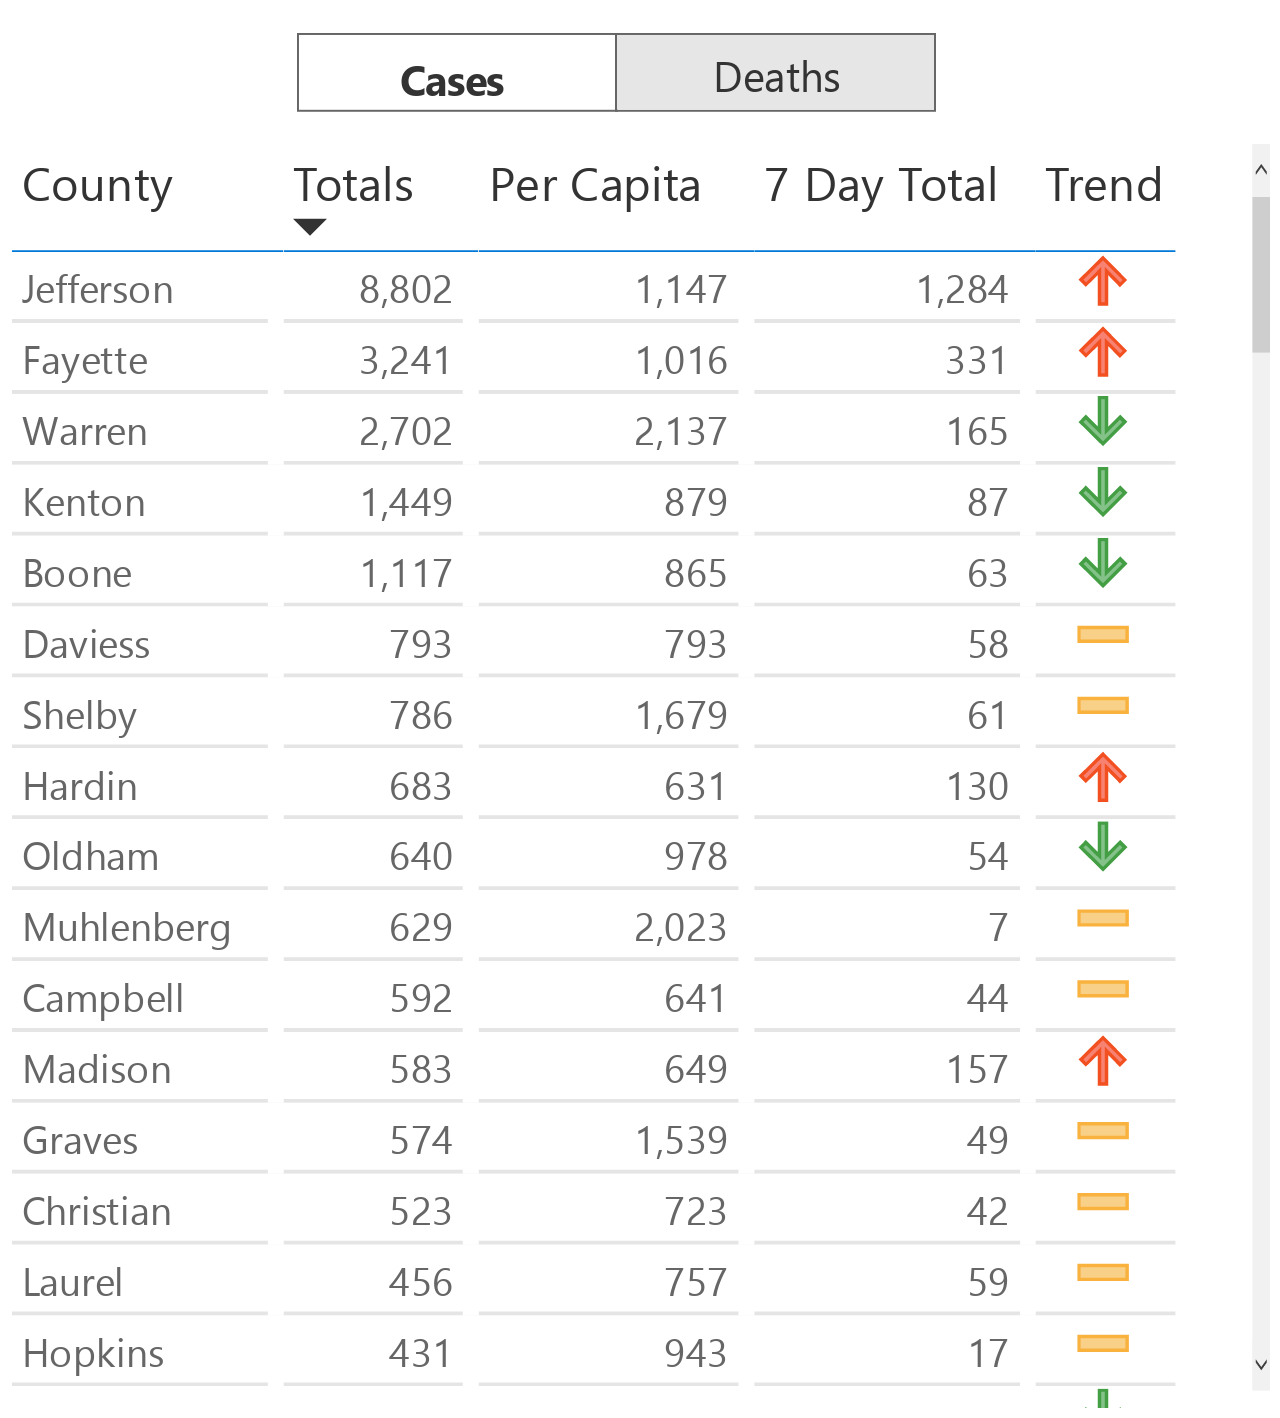 Cases Deaths
County Totals Per Capita 7 Day Total Trend
Jefferson 8,802 1,147 1,284
Fayette 3,241 1,016 331
Warren 2,702 2,137 165
Kenton 1,449 879 87
Boone 1,117 865 63
Daviess 793 793 58
Shelby 786 1,679 61
Hardin 683 631 130
Oldham 640 978 54
Muhlenberg 629 2,023 7
Campbell 592 641 44
Madison 583 649 157
Graves 574 1,539 49
Christian 523 723 42
Laurel 456 757 59
Hopkins 431 943 17